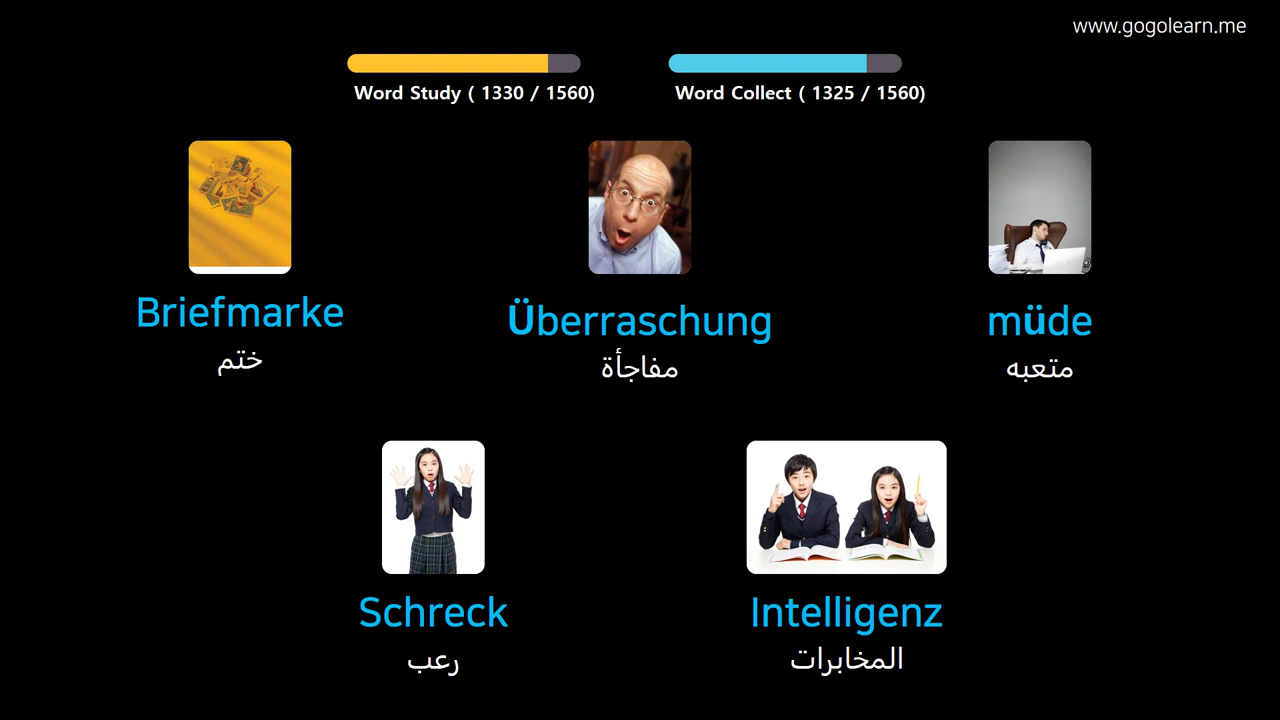 www.gogolearn.me
Word Study ( 1330 / 1560)
Word Collect ( 1325 / 1560)
Briefmarke
ختم
Überraschung
مفاجأة
müde
متعبه
Schreck
رعب
Intelligenz
المخابرات